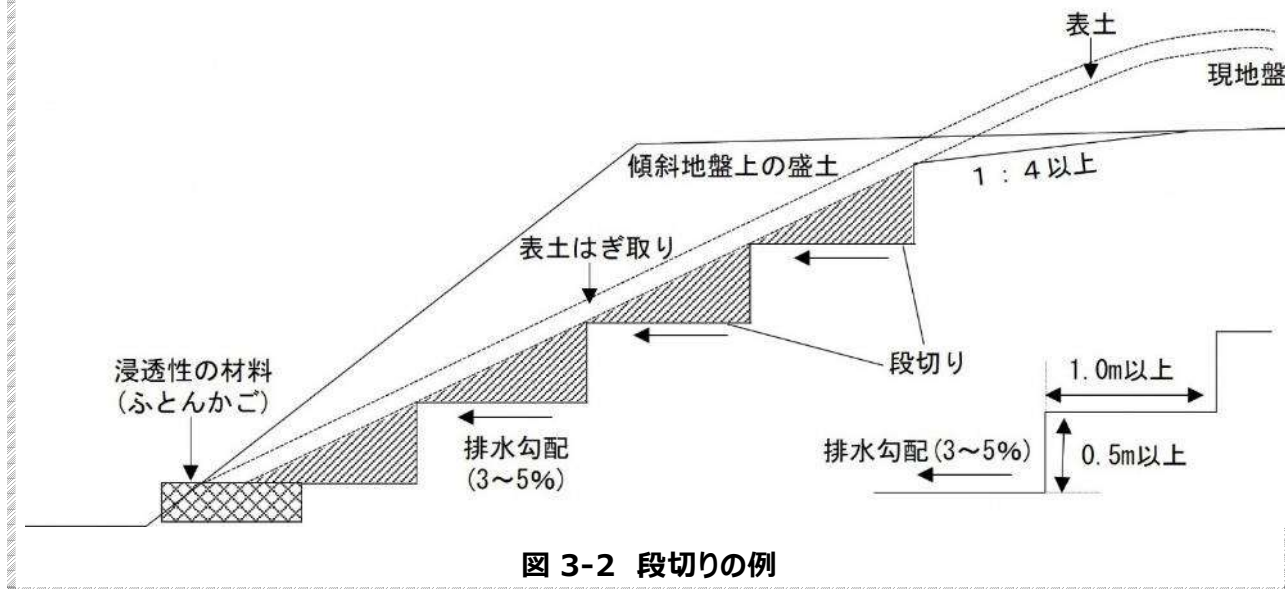 表土
現地盤
傾斜地盤上の盛土
1:4以上
表土はぎ取り
段切り
浸透性の材料
(ふとんかご)
1.0m以上
排水勾配
(3~5%)
排水勾配(3~5%)
0.5m以上
図 3-2 段切りの例